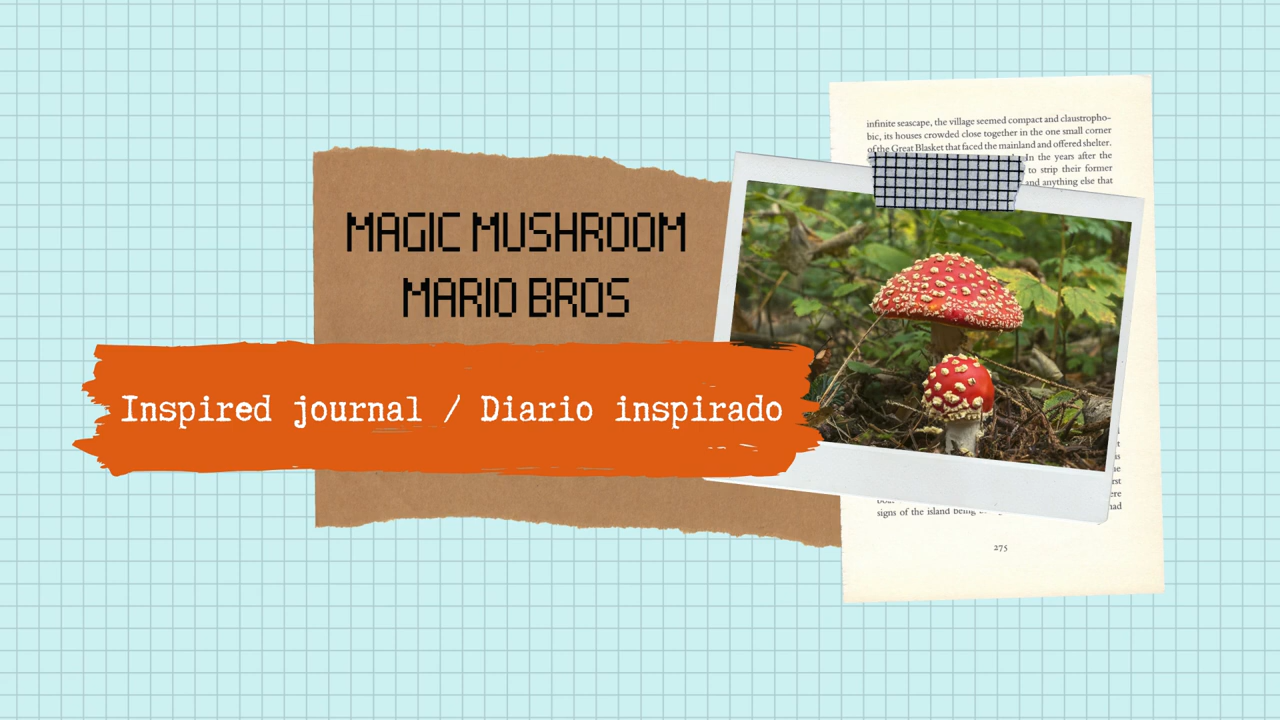 MAGIC MUSHROOM
MARIO BROS
Inspired journal / Diario inspirado
infinite seascape, the village seemed compact and claustropho-
bic, its houses crowded close together in the one small corner
of the Great Blasket that faced the mainland and offered shelter.
In the years after the
to strip their former
and anything else that
signs of the island being
had
275